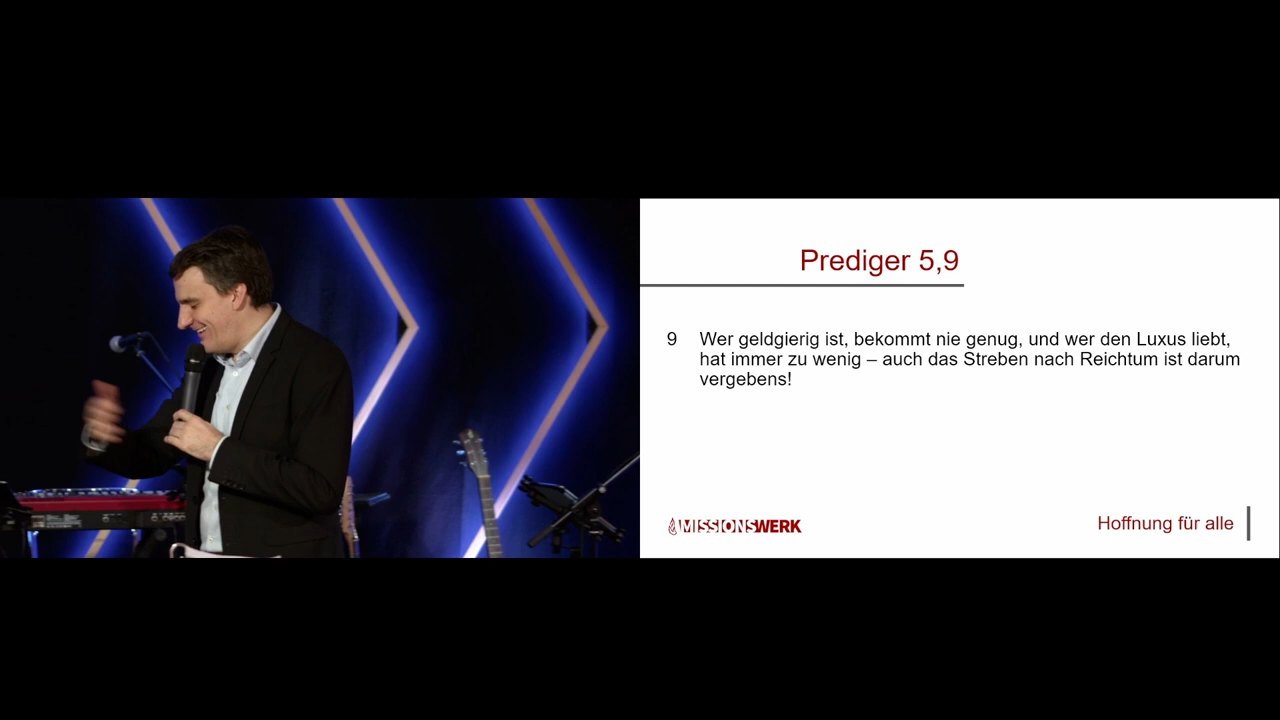 Prediger 5,9
9 Wer geldgierig ist, bekommt nie genug, und wer den Luxus liebt,
hat immer zu wenig – auch das Streben nach Reichtum ist darum
vergebens!
MISSIONSWERK
Hoffnung für alle